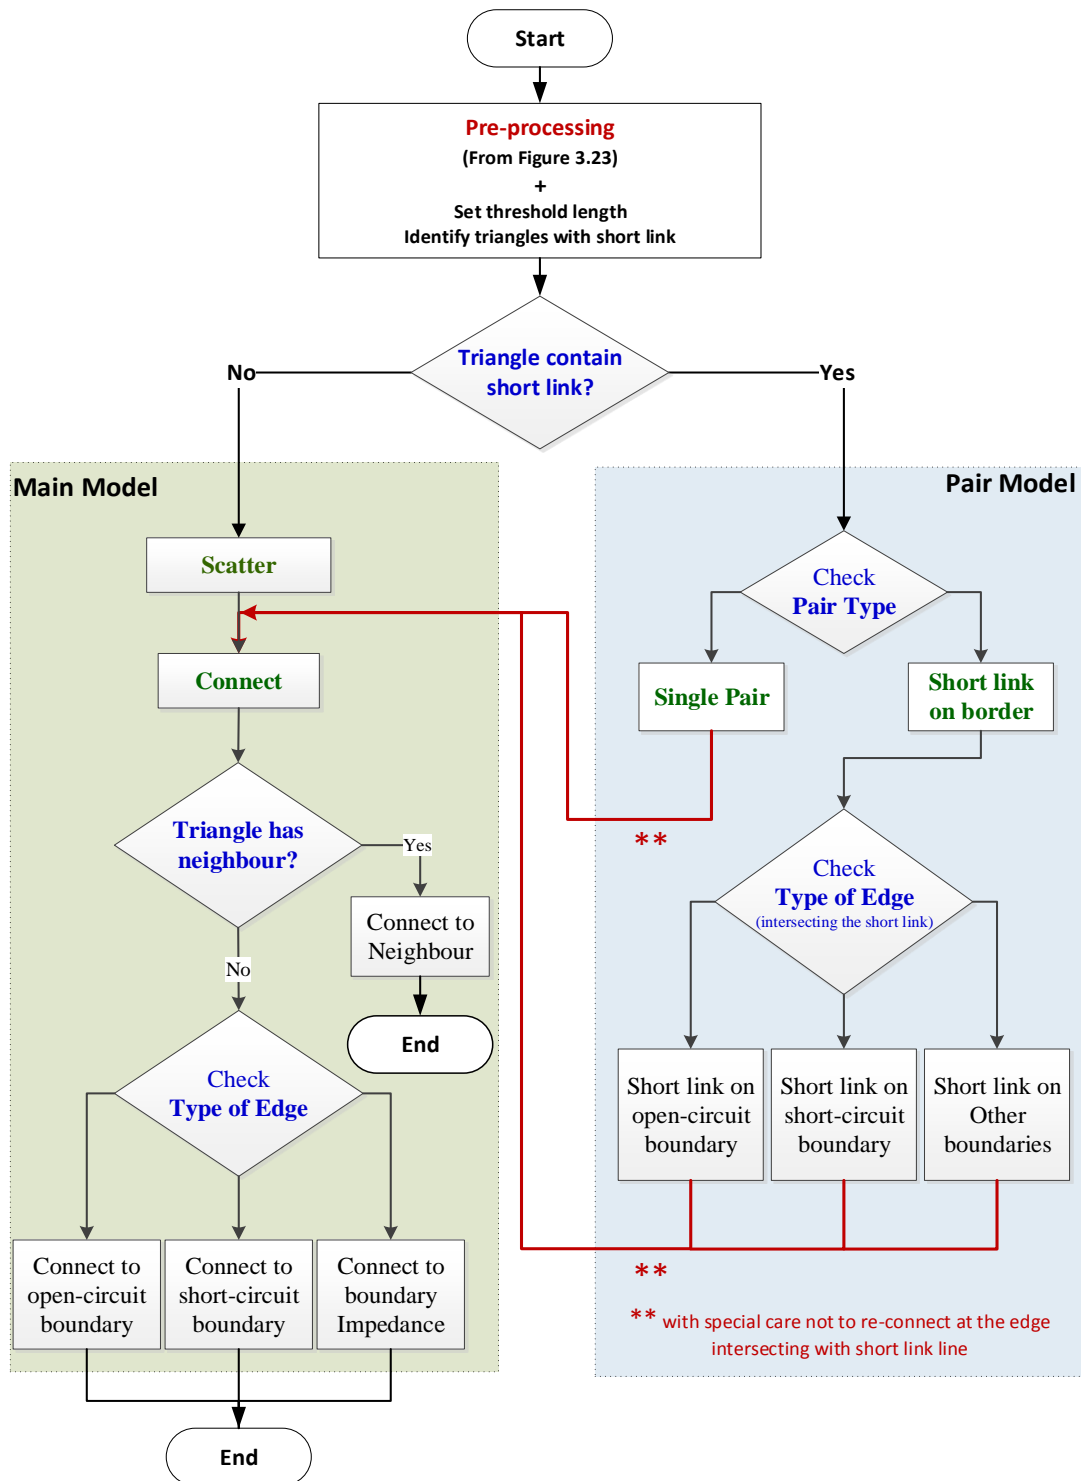 Start
Pre-processing
(From Figure 3.23)
+
Set threshold length
Identify triangles with short link
Triangle contain
short link?
No
Yes
Main Model
Pair Model
Scatter
Check
Pair Type
Connect
Single Pair
Short link
on border
Triangle has
neighbour?
Yes
**
Check
Type of Edge
(intersecting the short link)
Connect to
Neighbour
No
End
Check
Type of Edge
Short link on
open-circuit
boundary
Short link on
short-circuit
boundary
Short link on
Other
boundaries
Connect to
open-circuit
boundary
Connect to
short-circuit
boundary
Connect to
boundary
Impedance
**
** with special care not to re-connect at the edge
intersecting with short link line
End